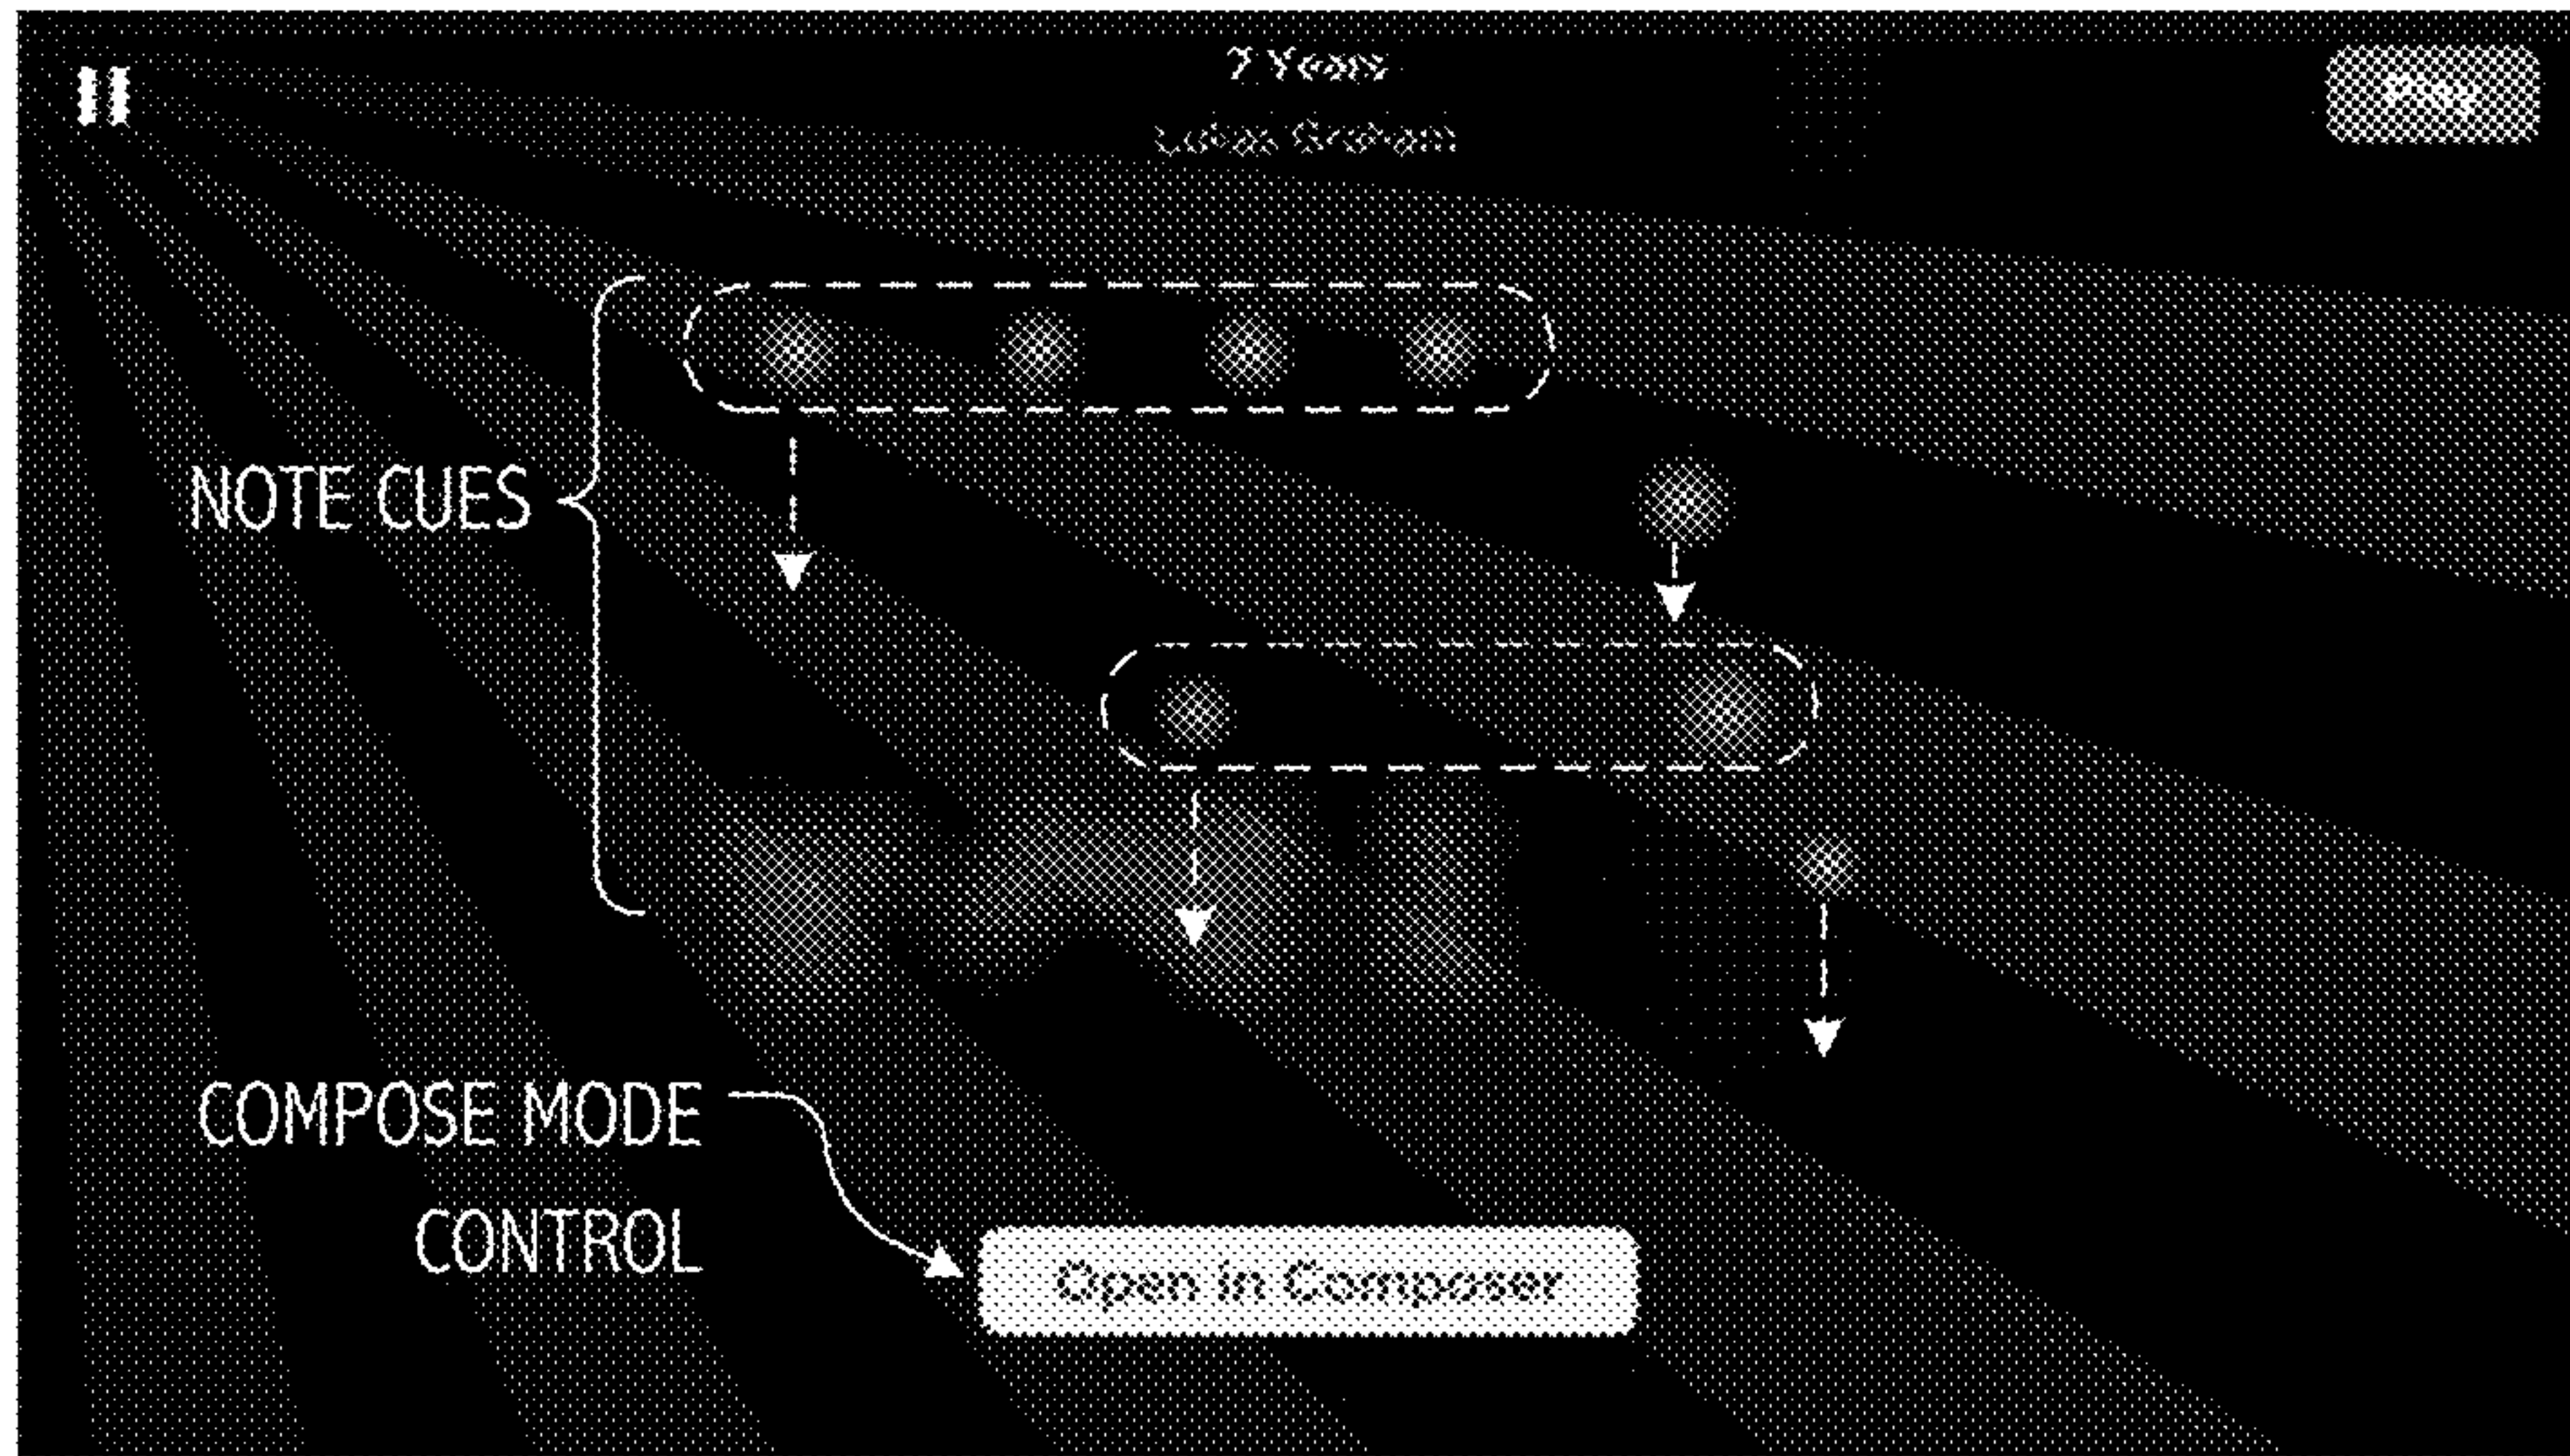 7 Years
Lukas Graham
NOTE CUES
COMPOSE MODE
CONTROL
Open in Composer